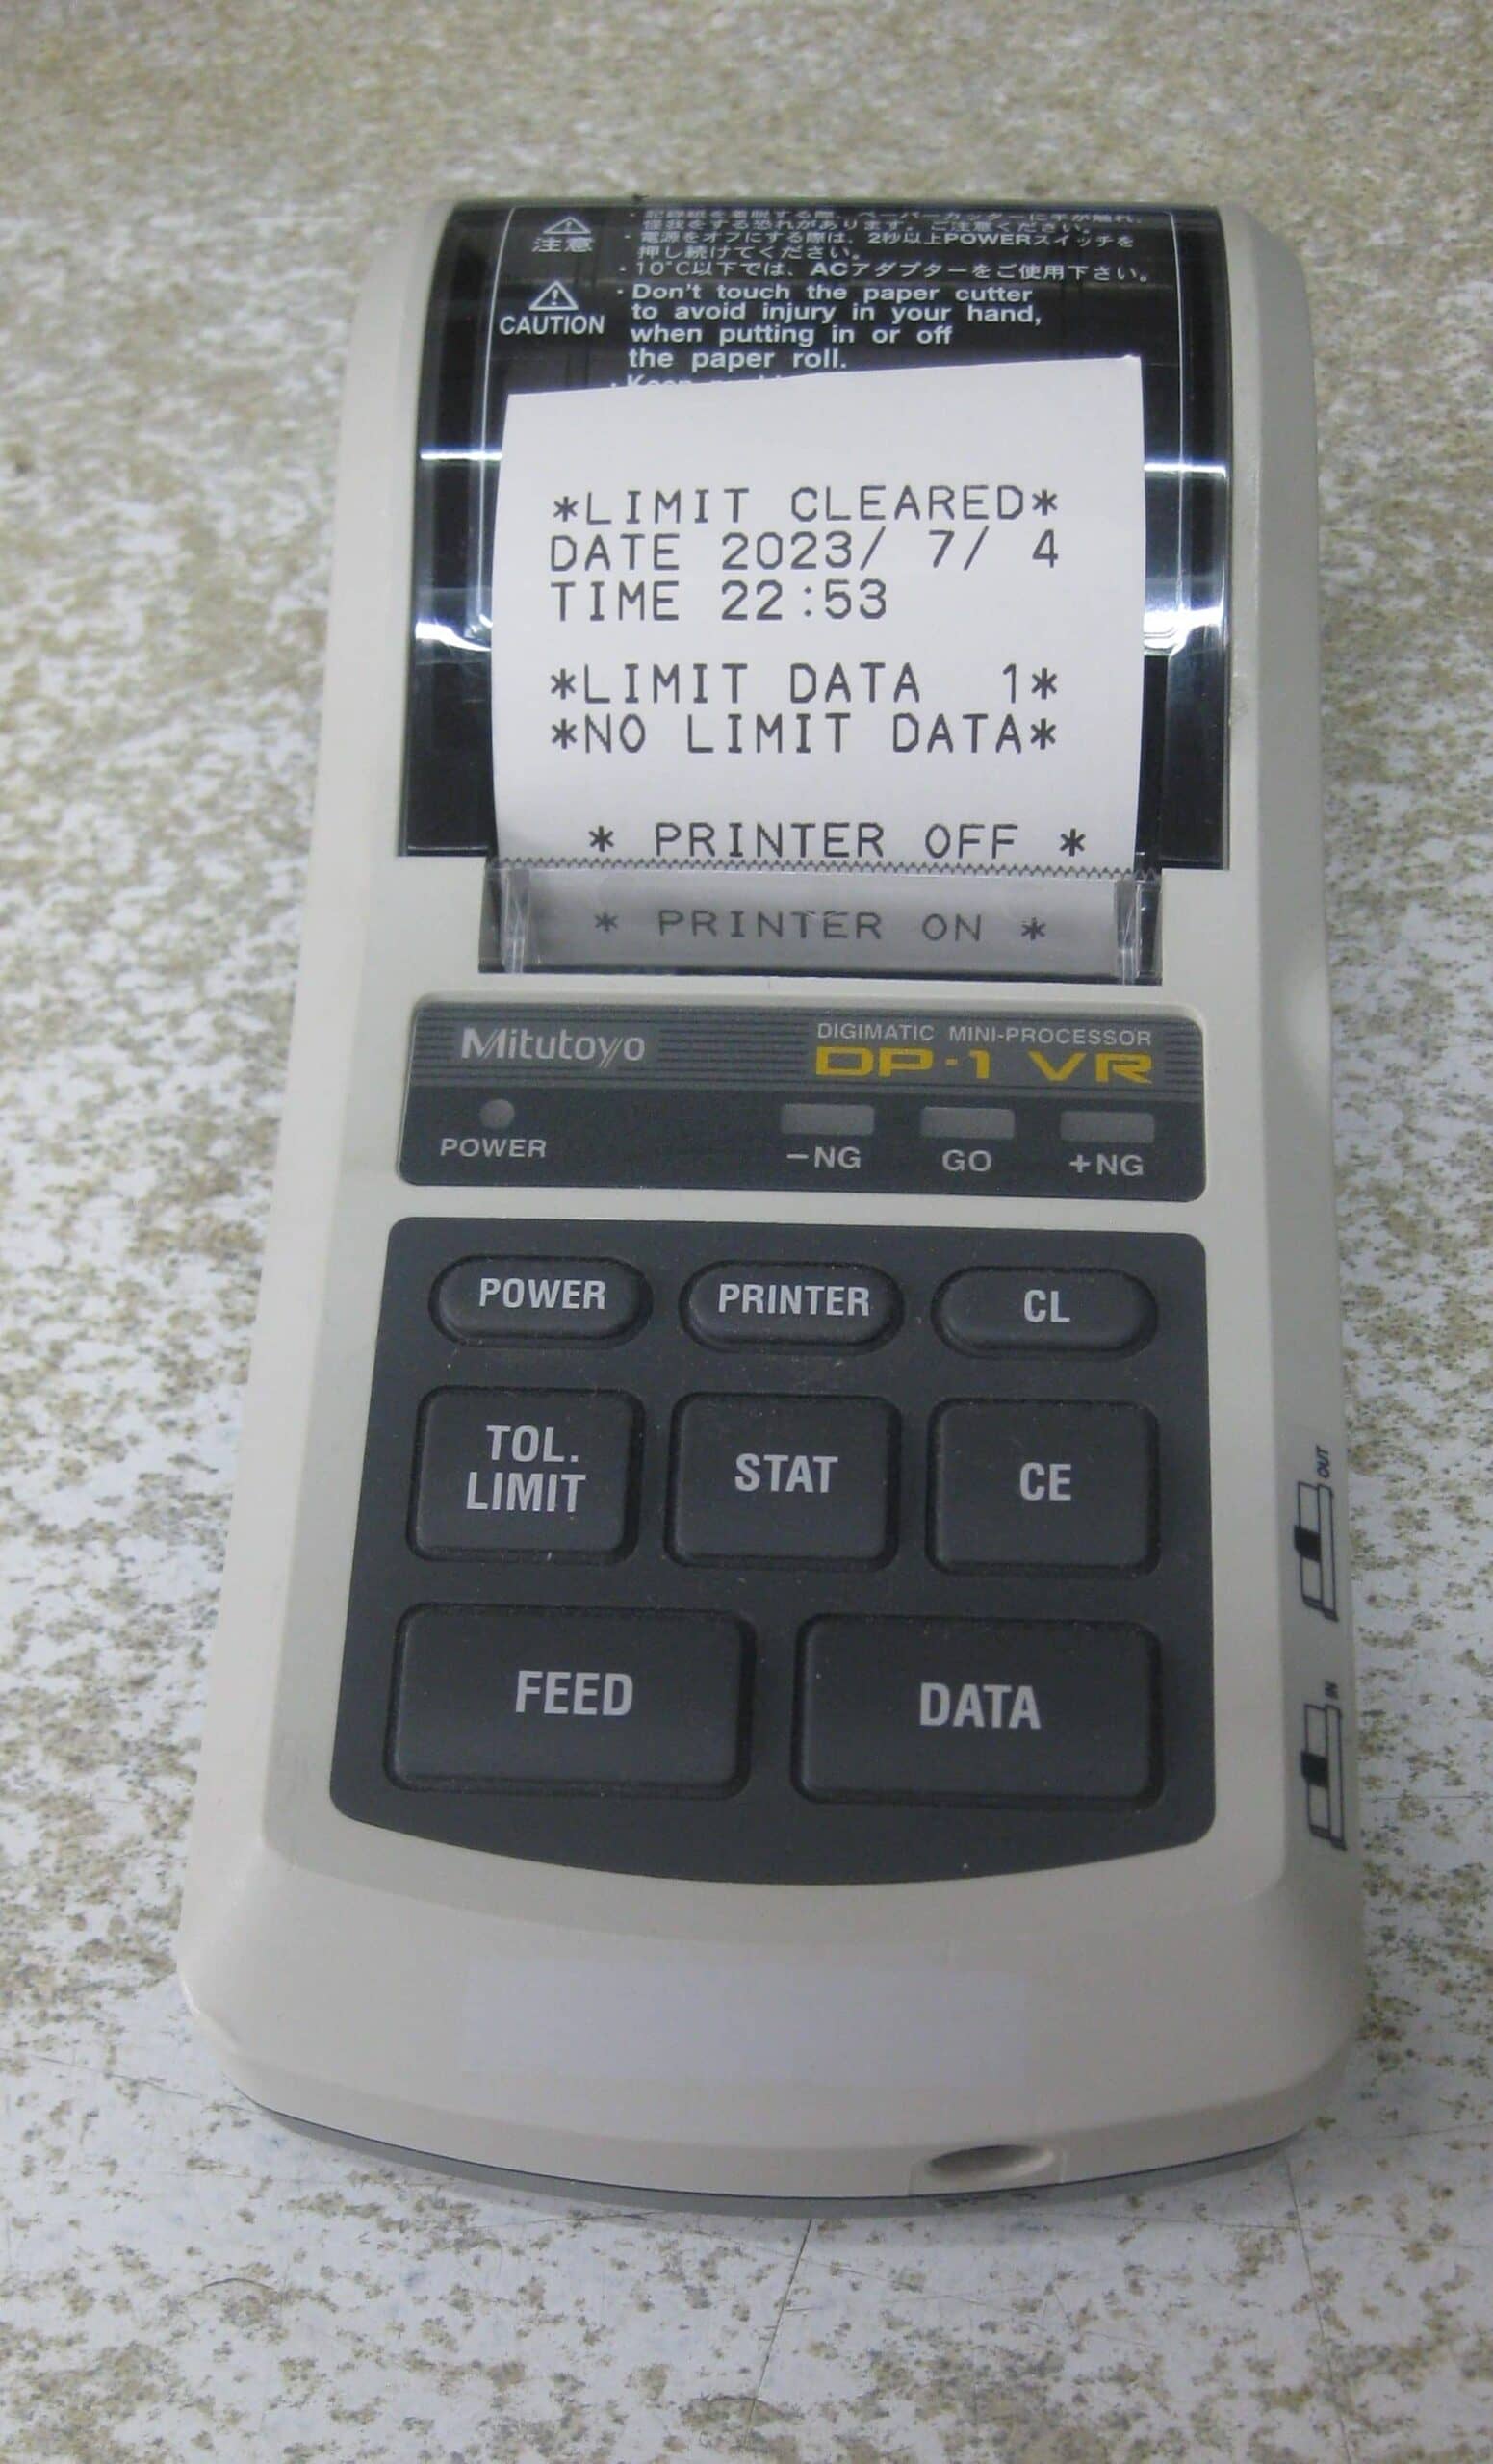 注意
・記録紙を着脱する際、ペーパーカッターに手が触れ、
怪我をする恐れがあります。ご注意ください。
・電源をオフにする際は、2秒以上POWERスイッチを
押し続けてください。
・10°C以下では、ACアダプターをご使用下さい。
CAUTION
・Don't touch the paper cutter
to avoid injury in your hand,
when putting in or off
the paper roll.
・Keep
*LIMIT CLEARED*
DATE 2023/ 7/ 4
TIME 22:53
*LIMIT DATA 1*
*NO LIMIT DATA*
* PRINTER OFF *
* PRINTER ON *
Mitutoyo
DIGIMATIC MINI-PROCESSOR
DP-1 VR
POWER
-NG GO +NG
POWER PRINTER CL
TOL.
LIMIT
STAT
CE
OUT
FEED DATA
IN